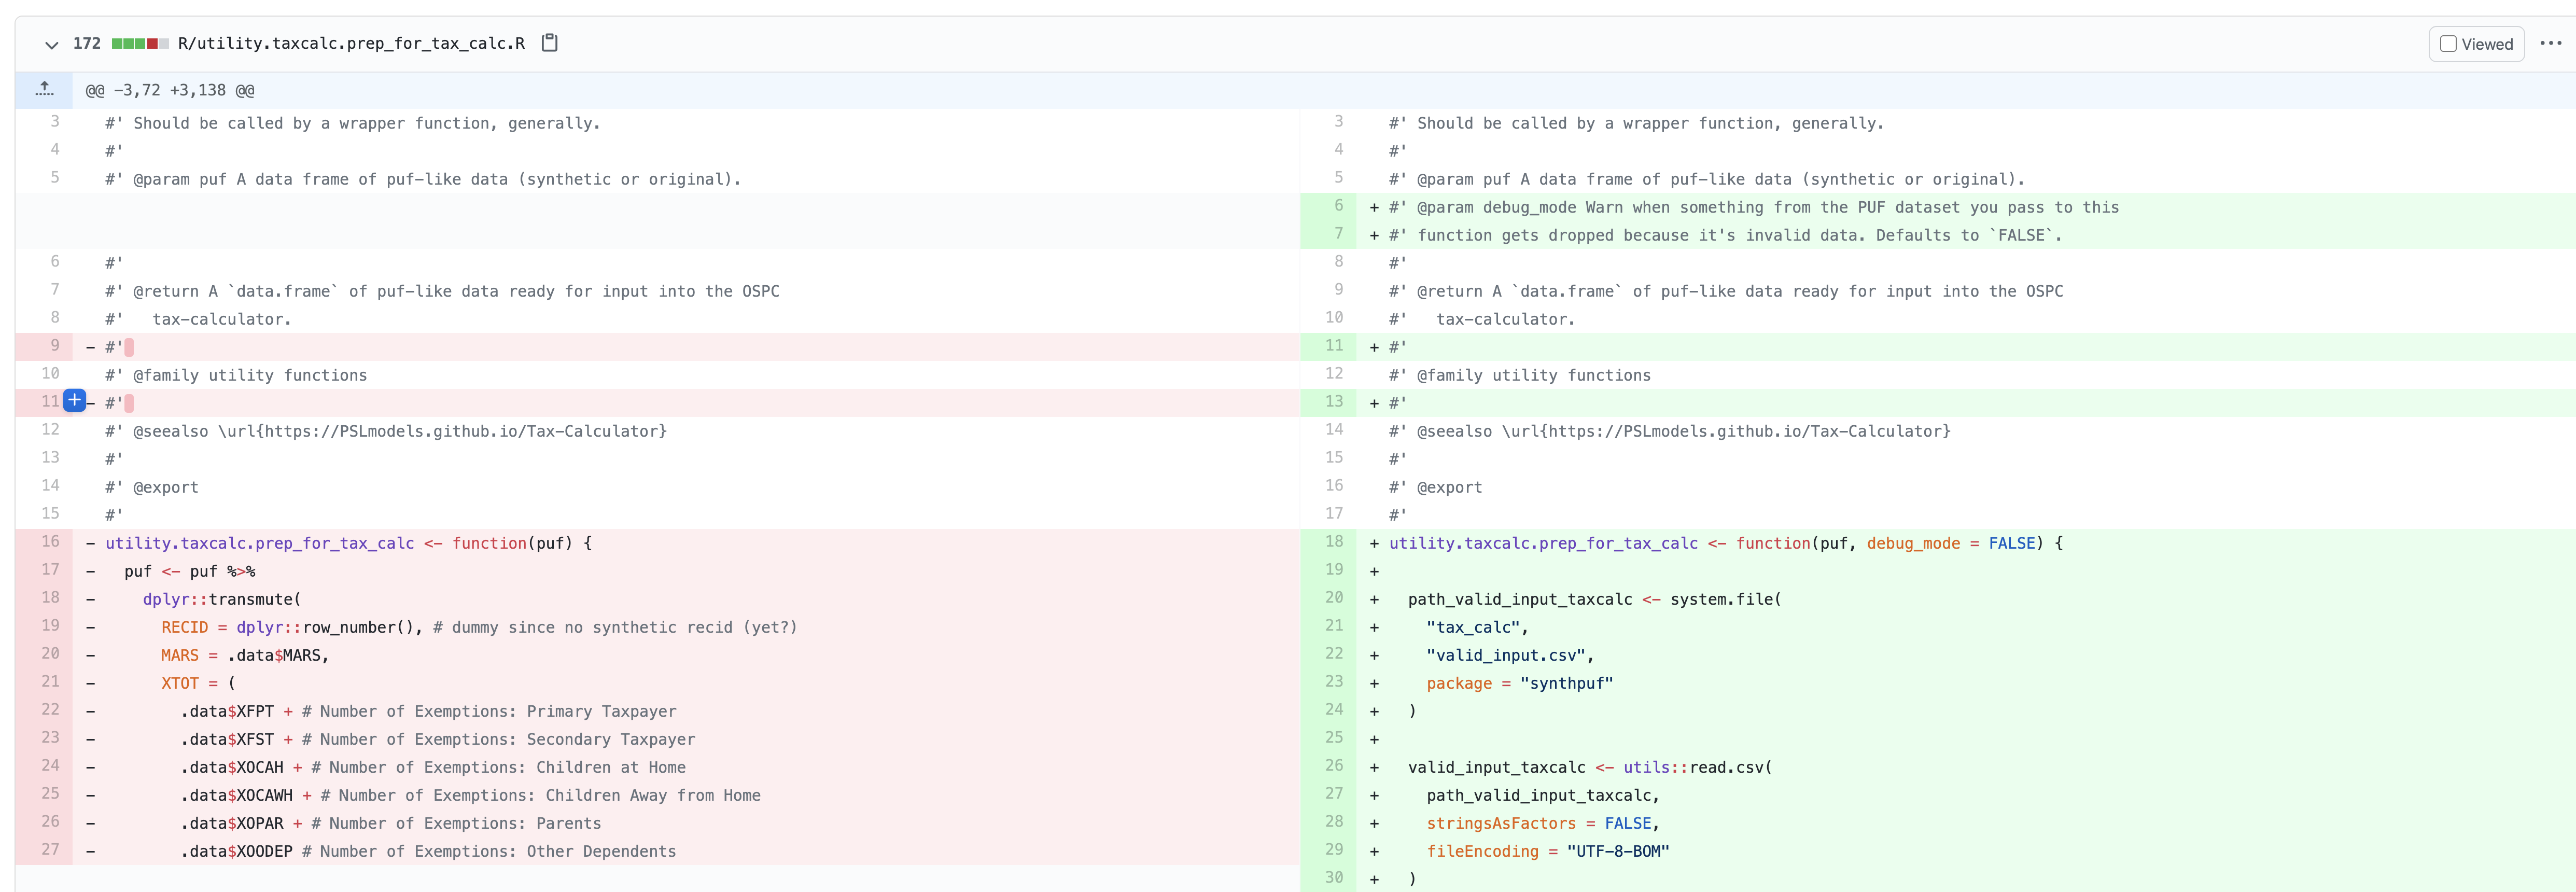 172 R/utility.taxcalc.prep_for_tax_calc.R Viewed
@@ -3,72 +3,138 @@
3 #' Should be called by a wrapper function, generally.
4 #'
5 #' @param puf A data frame of puf-like data (synthetic or original).
6 #'
7 #' @return A `data.frame` of puf-like data ready for input into the OSPC
8 #'   tax-calculator.
9 - #'
10 #' @family utility functions
11 - #'
12 #' @seealso \url{https://PSLmodels.github.io/Tax-Calculator}
13 #'
14 #' @export
15 #'
16 - utility.taxcalc.prep_for_tax_calc <- function(puf) {
17 -   puf <- puf %>%
18 -     dplyr::transmute(
19 -       RECID = dplyr::row_number(), # dummy since no synthetic recid (yet?)
20 -       MARS = .data$MARS,
21 -       XTOT = (
22 -         .data$XFPT + # Number of Exemptions: Primary Taxpayer
23 -         .data$XFST + # Number of Exemptions: Secondary Taxpayer
24 -         .data$XOCAH + # Number of Exemptions: Children at Home
25 -         .data$XOCAWH + # Number of Exemptions: Children Away from Home
26 -         .data$XOPAR + # Number of Exemptions: Parents
27 -         .data$XOODEP # Number of Exemptions: Other Dependents
3 #' Should be called by a wrapper function, generally.
4 #'
5 #' @param puf A data frame of puf-like data (synthetic or original).
6 + #' @param debug_mode Warn when something from the PUF dataset you pass to this
7 + #' function gets dropped because it's invalid data. Defaults to `FALSE`.
8 #'
9 #' @return A `data.frame` of puf-like data ready for input into the OSPC
10 #'   tax-calculator.
11 + #'
12 #' @family utility functions
13 + #'
14 #' @seealso \url{https://PSLmodels.github.io/Tax-Calculator}
15 #'
16 #' @export
17 #'
18 + utility.taxcalc.prep_for_tax_calc <- function(puf, debug_mode = FALSE) {
19 +
20 +   path_valid_input_taxcalc <- system.file(
21 +     "tax_calc",
22 +     "valid_input.csv",
23 +     package = "synthpuf"
24 +   )
25 +
26 +   valid_input_taxcalc <- utils::read.csv(
27 +     path_valid_input_taxcalc,
28 +     stringsAsFactors = FALSE,
29 +     fileEncoding = "UTF-8-BOM"
30 +   )